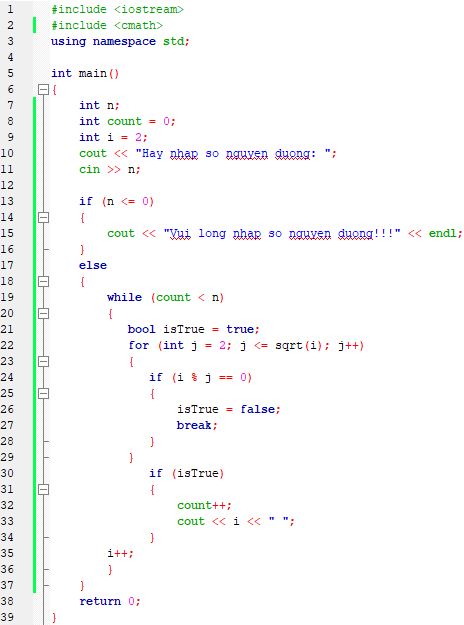 1 #include <iostream>
2 #include <cmath>
3 using namespace std;
4
5 int main()
6 {
7 int n;
8 int count = 0;
9 int i = 2;
10 cout << "Hay nhap so nguyen duong: ";
11 cin >> n;
12
13 if (n <= 0)
14 {
15 cout << "Vui long nhap so nguyen duong!!!" << endl;
16 }
17 else
18 {
19 while (count < n)
20 {
21 bool isTrue = true;
22 for (int j = 2; j <= sqrt(i); j++)
23 {
24 if (i % j == 0)
25 {
26 isTrue = false;
27 break;
28 }
29 }
30 if (isTrue)
31 {
32 count++;
33 cout << i << " ";
34 }
35 i++;
36 }
37 }
38 return 0;
39 }